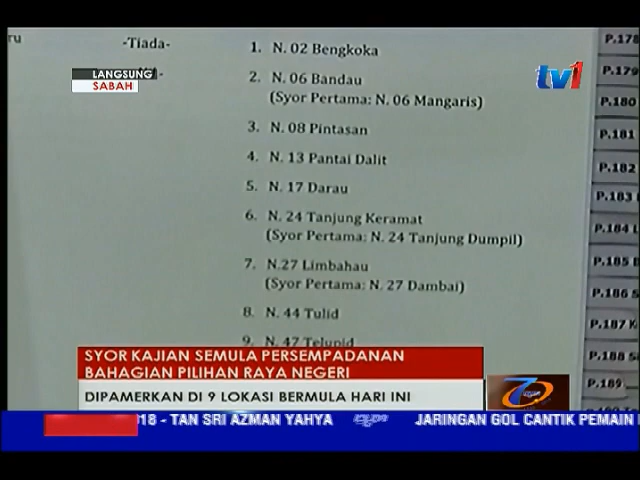 ru
-Tiada-
1. N. 02 Bengkoka
P.178
LANGSUNG
SABAH
2. N. 06 Bandau
(Syor Pertama: N. 06 Mangaris)
tv1
P.179
P.180
3. N. 08 Pintasan
P.181
4. N. 13 Pantai Dalit
P.182
5. N. 17 Darau
P.183
6. N. 24 Tanjung Keramat
(Syor Pertama: N. 24 Tanjung Dumpil)
P.184
7. N.27 Limbahau
(Syor Pertama: N. 27 Dambai)
P.185
P.186
8. N. 44 Tulid
P.187
9. N. 47 Telupid
P.188
P.189
SYOR KAJIAN SEMULA PERSEMPADANAN
BAHAGIAN PILIHAN RAYA NEGERI
DIPAMERKAN DI 9 LOKASI BERMULA HARI INI
018 - TAN SRI AZMAN YAHYA JARINGAN GOL CANTIK PEMAIN